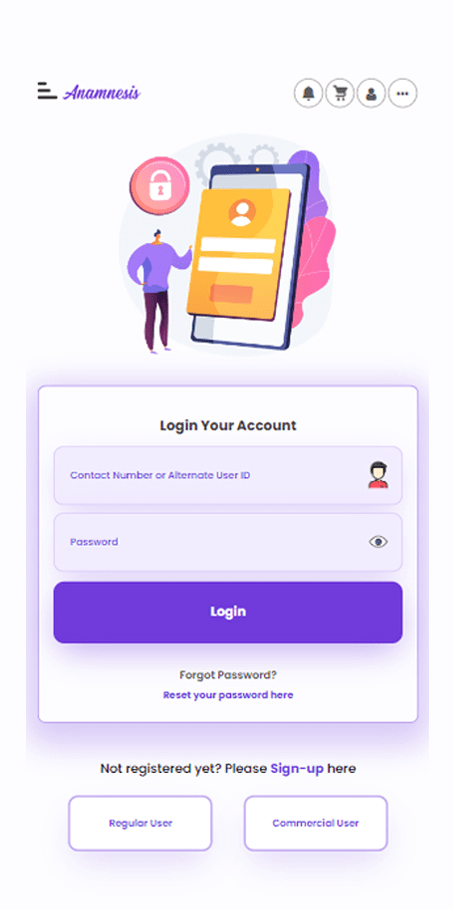 Anamnesis
Login Your Account
Contact Number or Alternate User ID
Password
Login
Forgot Password?
Reset your password here
Not registered yet? Please Sign-up here
Regular User
Commercial User